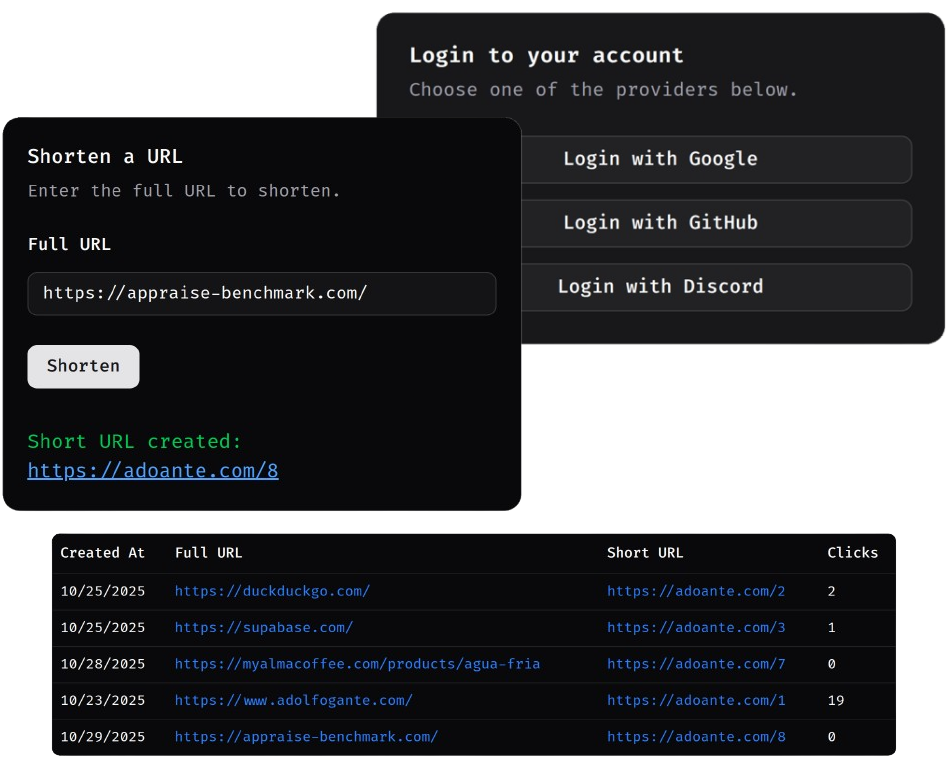 Login to your account
Choose one of the providers below.
Login with Google
Login with GitHub
Login with Discord
Shorten a URL
Enter the full URL to shorten.
Full URL
https://appraise-benchmark.com/
Shorten
Short URL created:
https://adoante.com/8
Created At Full URL Short URL Clicks
10/25/2025 https://duckduckgo.com/ https://adoante.com/2 2
10/25/2025 https://supabase.com/ https://adoante.com/3 1
10/28/2025 https://myalmacoffee.com/products/agua-fria https://adoante.com/7 0
10/23/2025 https://www.adolfogante.com/ https://adoante.com/1 19
10/29/2025 https://appraise-benchmark.com/ https://adoante.com/8 0